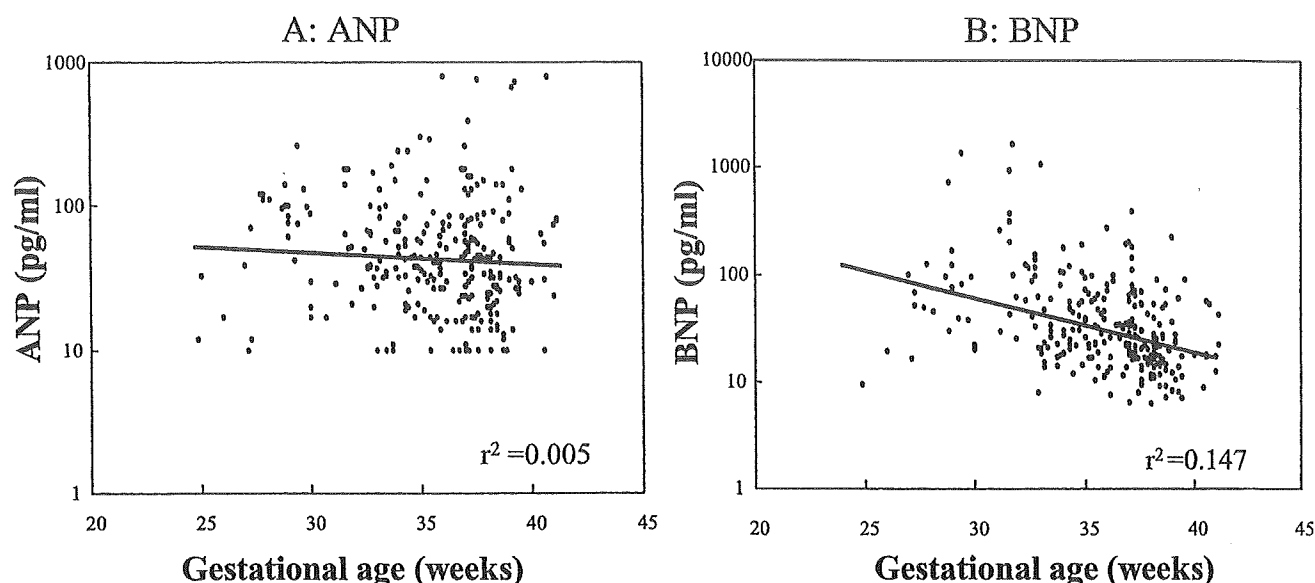 A: ANP
1000
100
10
1
20 25 30 35 40 45
ANP (pg/ml)
Gestational age (weeks)
r² =0.005
B: BNP
10000
1000
100
10
1
20 25 30 35 40 45
BNP (pg/ml)
Gestational age (weeks)
r²=0.147